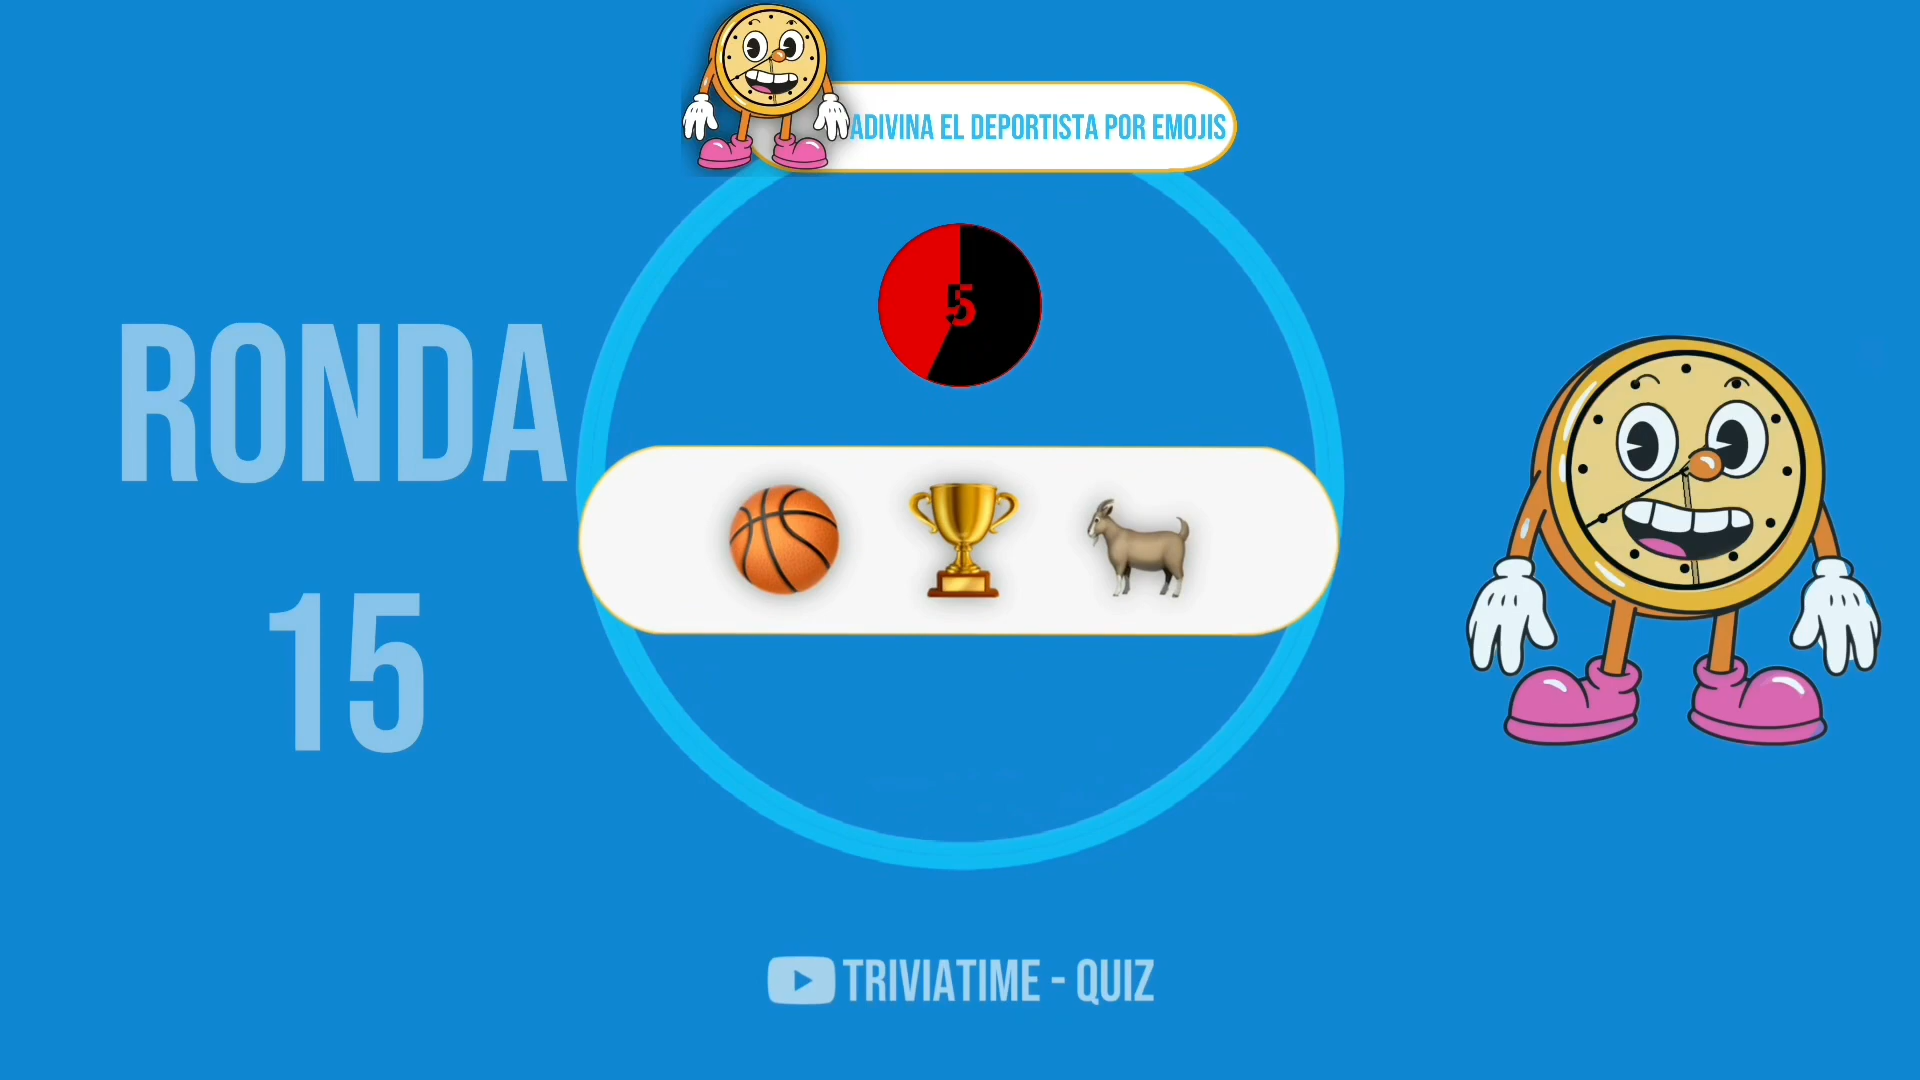 ADIVINA EL DEPORTISTA POR EMOJIS
5
RONDA
15
TRIVIATIME - QUIZ